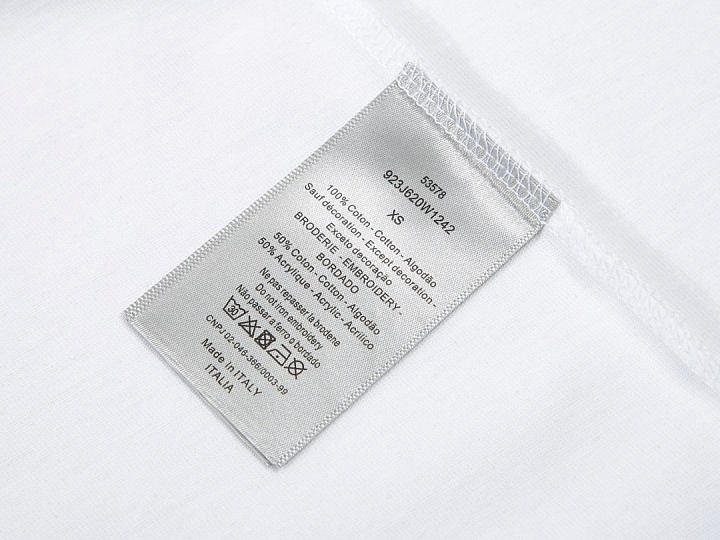 53578
923J620W1242
XS
100% Coton - Cotton - Algodão
Sauf décoration - Except decoration -
Exceto decoração
BRODERIE - EMBROIDERY -
BORDADO
50% Coton - Cotton - Algodão
50% Acrylique - Acrylic - Acrílico
Ne pas repasser la broderie
Do not iron embroidery
Não passar a ferro o bordado
30
CNPJ 02-046-366/0003-99
Made In ITALY
ITALIA